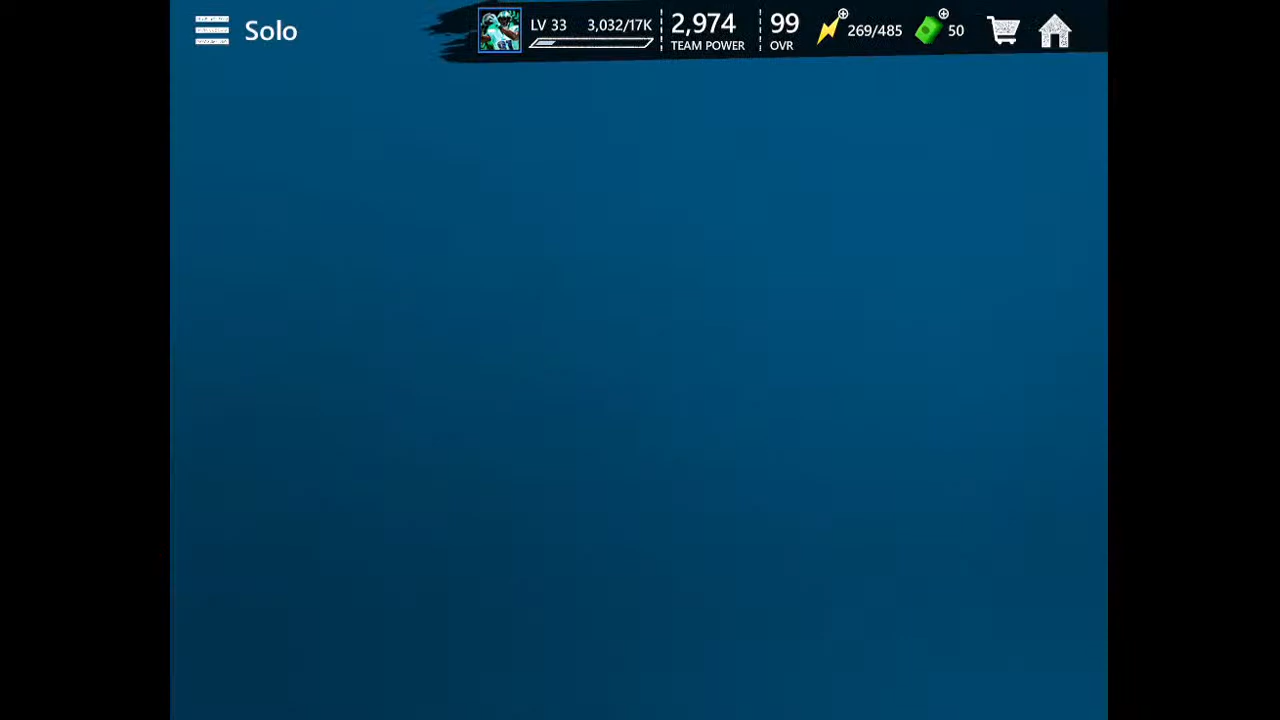 Solo
LV 33 3,032/17K
2,974
TEAM POWER
99
OVR
269/485
50